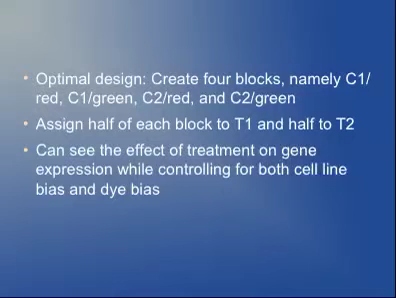 • Optimal design: Create four blocks, namely C1/
red, C1/green, C2/red, and C2/green
• Assign half of each block to T1 and half to T2
• Can see the effect of treatment on gene
expression while controlling for both cell line
bias and dye bias